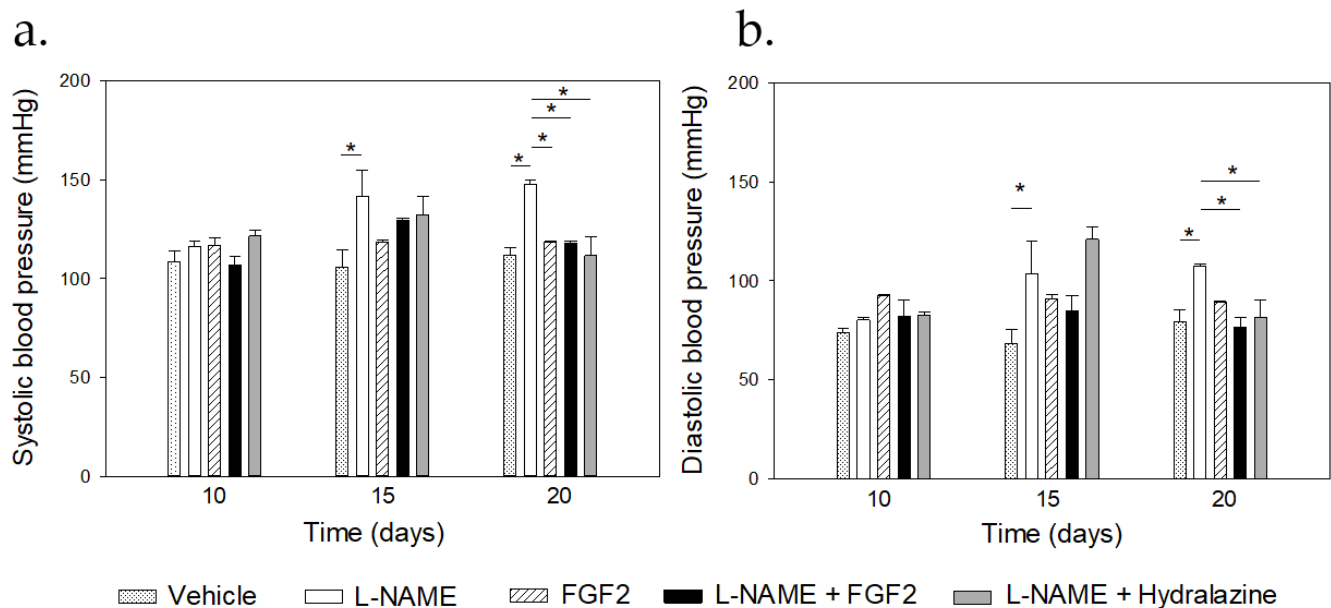 a.
Systolic blood pressure (mmHg)
200
150
100
50
0
*
*
*
*
*
10 15 20
Time (days)
b.
Diastolic blood pressure (mmHg)
200
150
100
50
0
*
*
*
*
10 15 20
Time (days)
Vehicle L-NAME FGF2 L-NAME + FGF2 L-NAME + Hydralazine